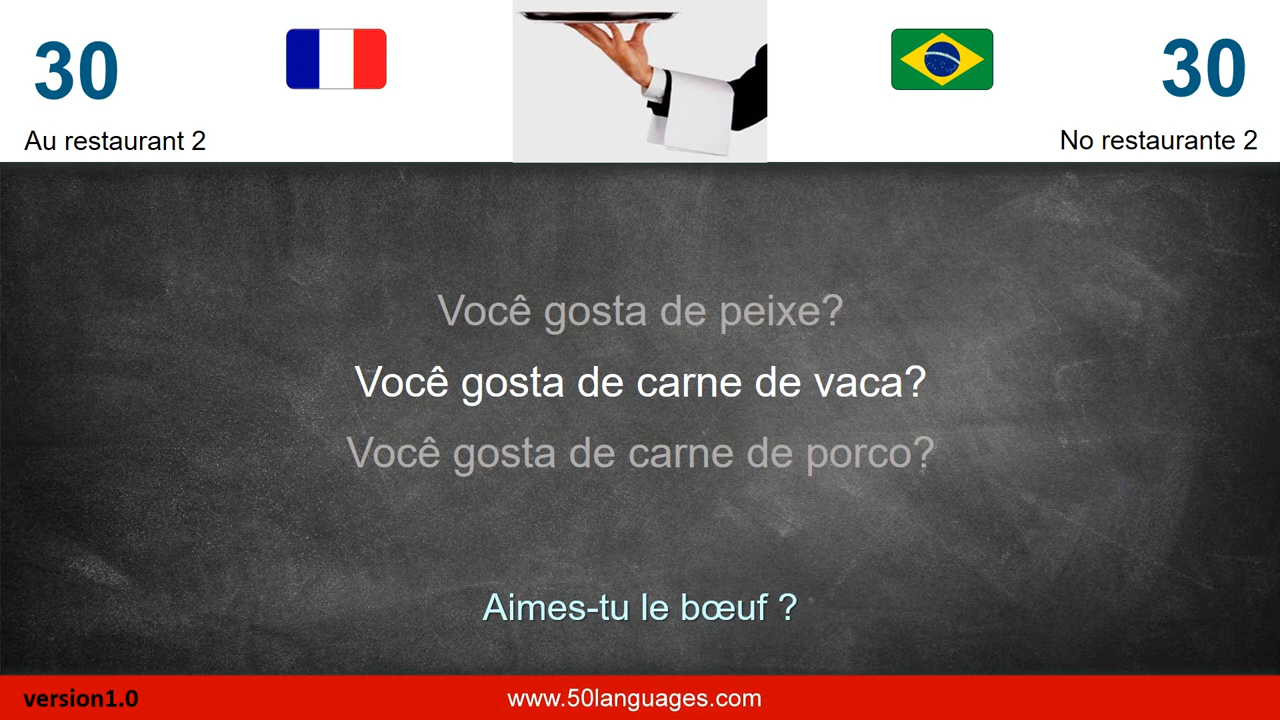 30
30
Au restaurant 2
No restaurante 2
Você gosta de peixe?
Você gosta de carne de vaca?
Você gosta de carne de porco?
Aimes-tu le bœuf ?
version1.0
www.50languages.com